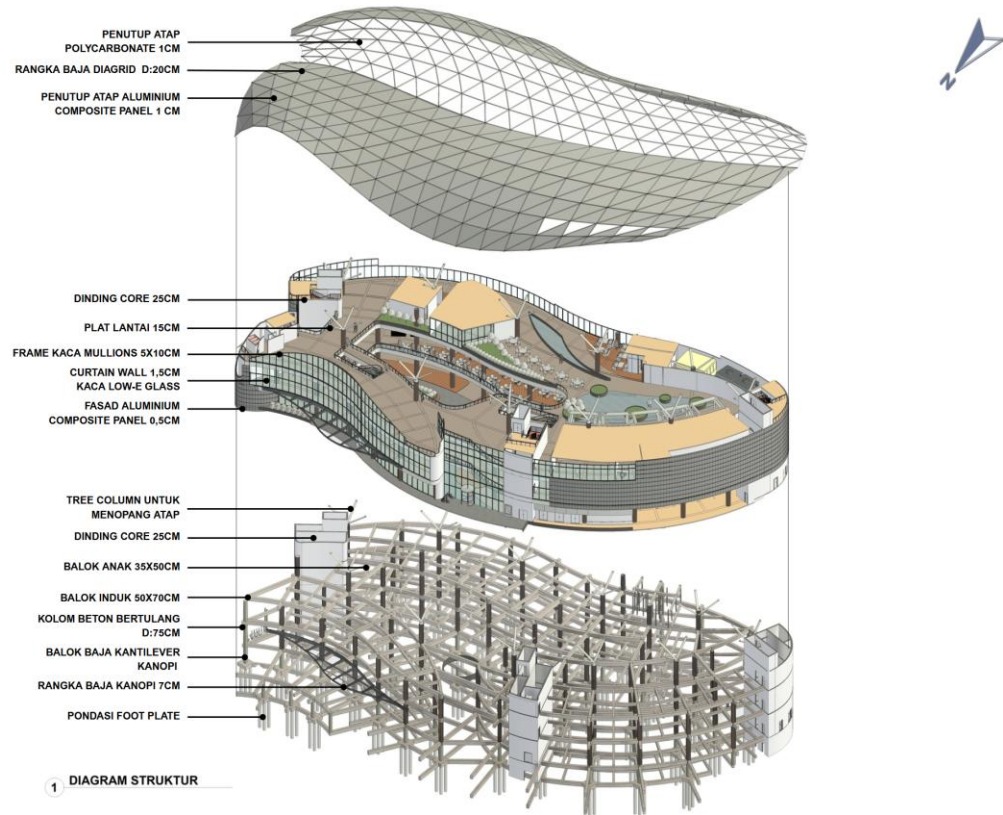 PENUTUP ATAP
POLYCARBONATE 1CM
RANGKA BAJA DIAGRID D:20CM
PENUTUP ATAP ALUMINIUM
COMPOSITE PANEL 1 CM
N
DINDING CORE 25CM
PLAT LANTAI 15CM
FRAME KACA MULLIONS 5X10CM
CURTAIN WALL 1,5CM
KACA LOW-E GLASS
FASAD ALUMINIUM
COMPOSITE PANEL 0,5CM
TREE COLUMN UNTUK
MENOPANG ATAP
DINDING CORE 25CM
BALOK ANAK 35X50CM
BALOK INDUK 50X70CM
KOLOM BETON BERTULANG
D:75CM
BALOK BAJA KANTILEVER
KANOPI
RANGKA BAJA KANOPI 7CM
PONDASI FOOT PLATE
1 DIAGRAM STRUKTUR